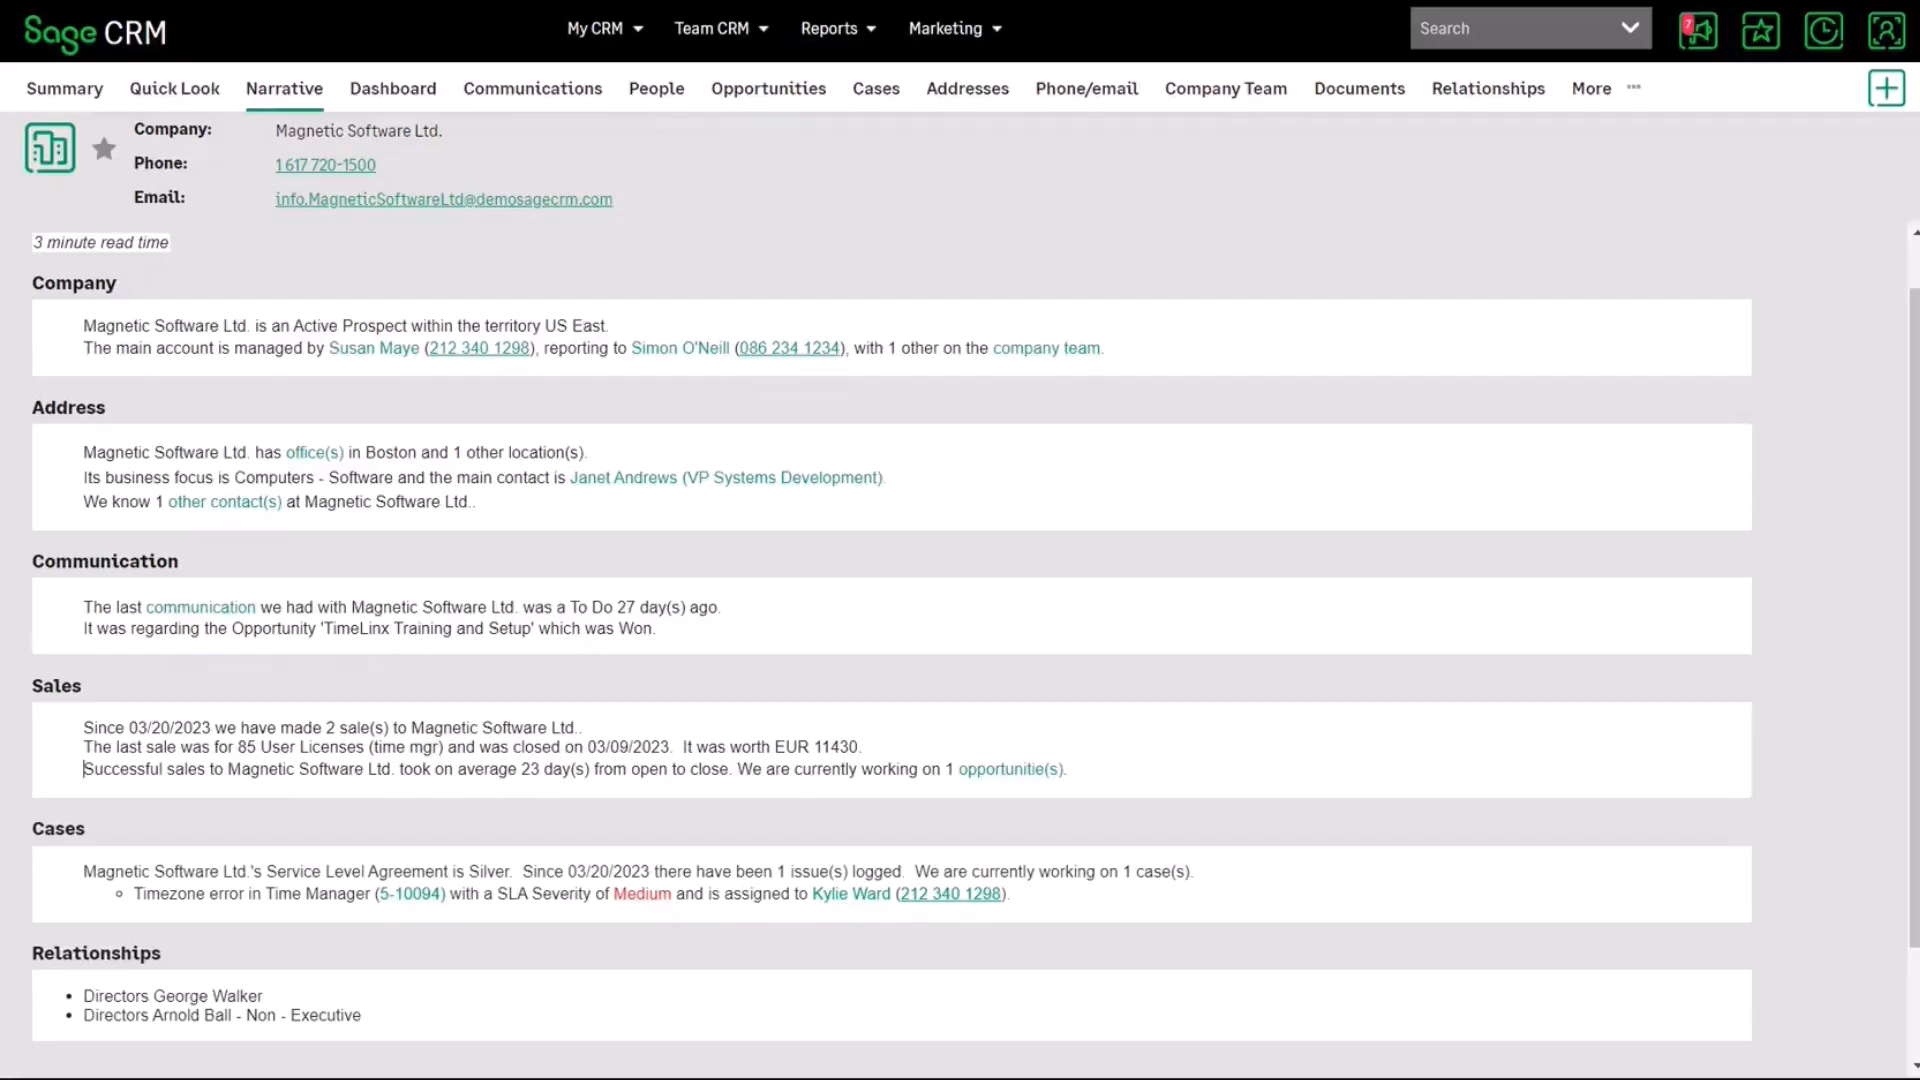 Sage CRM
My CRM Team CRM Reports Marketing
Search
7
Summary Quick Look Narrative Dashboard Communications People Opportunities Cases Addresses Phone/email Company Team Documents Relationships More ...
Company: Magnetic Software Ltd.
Phone: 1 617 720-1500
Email: info.MagneticSoftwareLtd@demosagecrm.com
3 minute read time
Company
Magnetic Software Ltd. is an Active Prospect within the territory US East.
The main account is managed by Susan Maye (212 340 1298), reporting to Simon O'Neill (086 234 1234), with 1 other on the company team.
Address
Magnetic Software Ltd. has office(s) in Boston and 1 other location(s).
Its business focus is Computers - Software and the main contact is Janet Andrews (VP Systems Development).
We know 1 other contact(s) at Magnetic Software Ltd..
Communication
The last communication we had with Magnetic Software Ltd. was a To Do 27 day(s) ago.
It was regarding the Opportunity 'TimeLinx Training and Setup' which was Won.
Sales
Since 03/20/2023 we have made 2 sale(s) to Magnetic Software Ltd..
The last sale was for 85 User Licenses (time mgr) and was closed on 03/09/2023. It was worth EUR 11430.
Successful sales to Magnetic Software Ltd. took on average 23 day(s) from open to close. We are currently working on 1 opportunitie(s).
Cases
Magnetic Software Ltd.'s Service Level Agreement is Silver. Since 03/20/2023 there have been 1 issue(s) logged. We are currently working on 1 case(s).
Timezone error in Time Manager (5-10094) with a SLA Severity of Medium and is assigned to Kylie Ward (212 340 1298).
Relationships
Directors George Walker
Directors Arnold Ball - Non - Executive